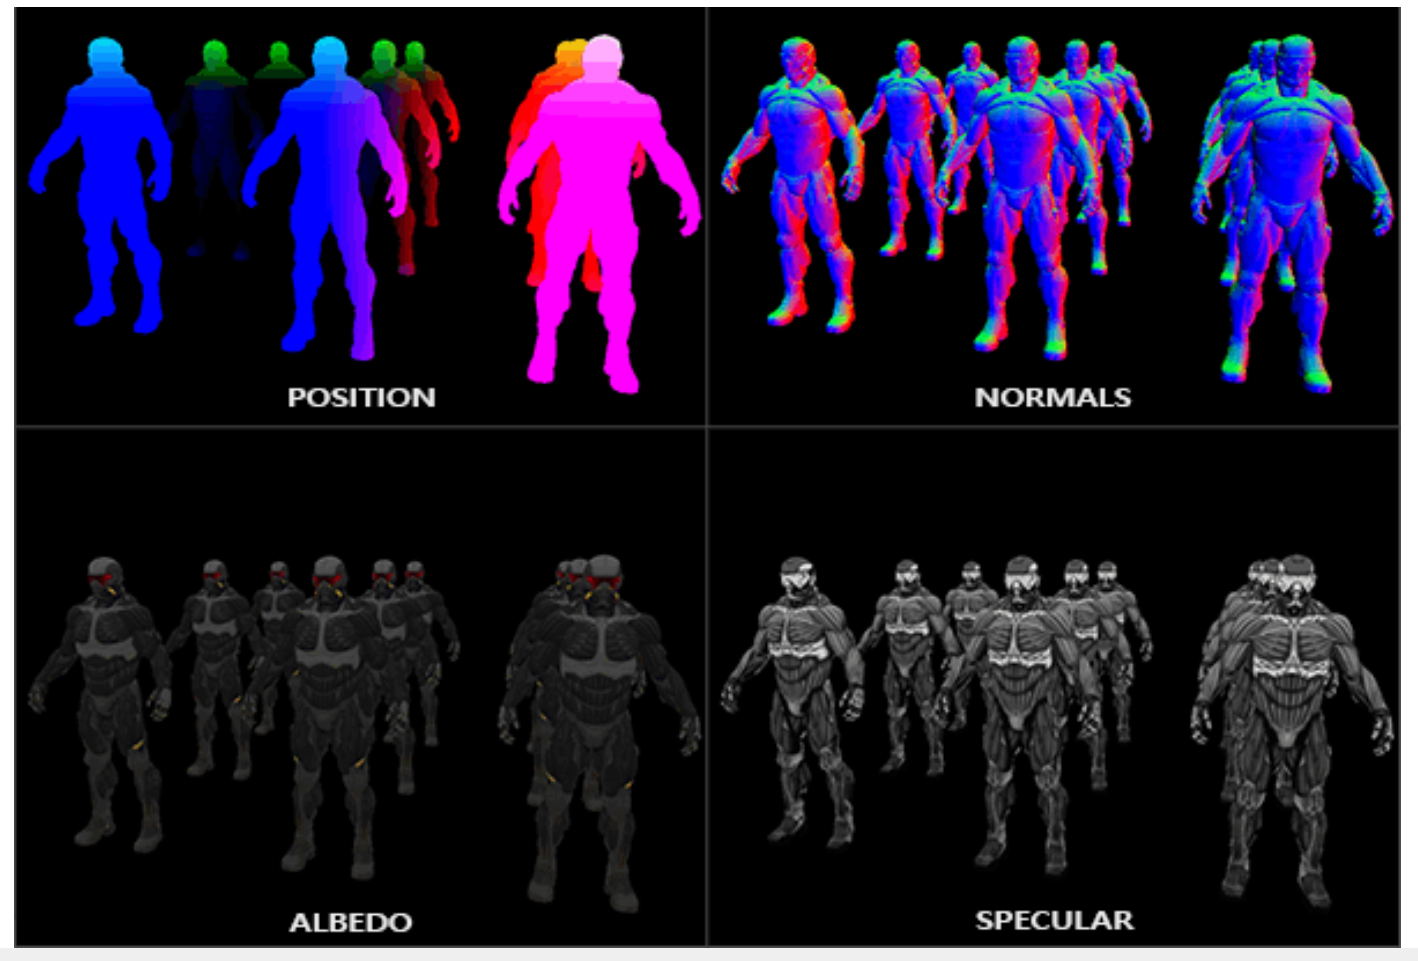 POSITION
NORMALS
ALBEDO
SPECULAR